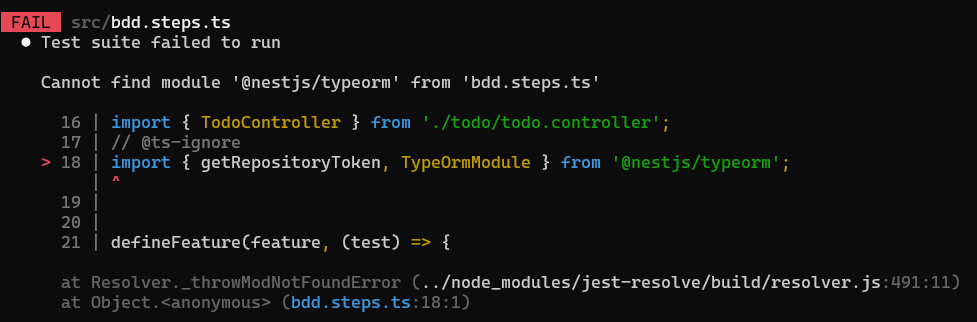 FAIL src/bdd.steps.ts
● Test suite failed to run
Cannot find module '@nestjs/typeorm' from 'bdd.steps.ts'
16 | import { TodoController } from './todo/todo.controller';
17 | // @ts-ignore
> 18 | import { getRepositoryToken, TypeOrmModule } from '@nestjs/typeorm';
| ^
19 |
20 |
21 | defineFeature(feature, (test) => {
at Resolver._throwModNotFoundError (../node_modules/jest-resolve/build/resolver.js:491:11)
at Object.<anonymous> (bdd.steps.ts:18:1)